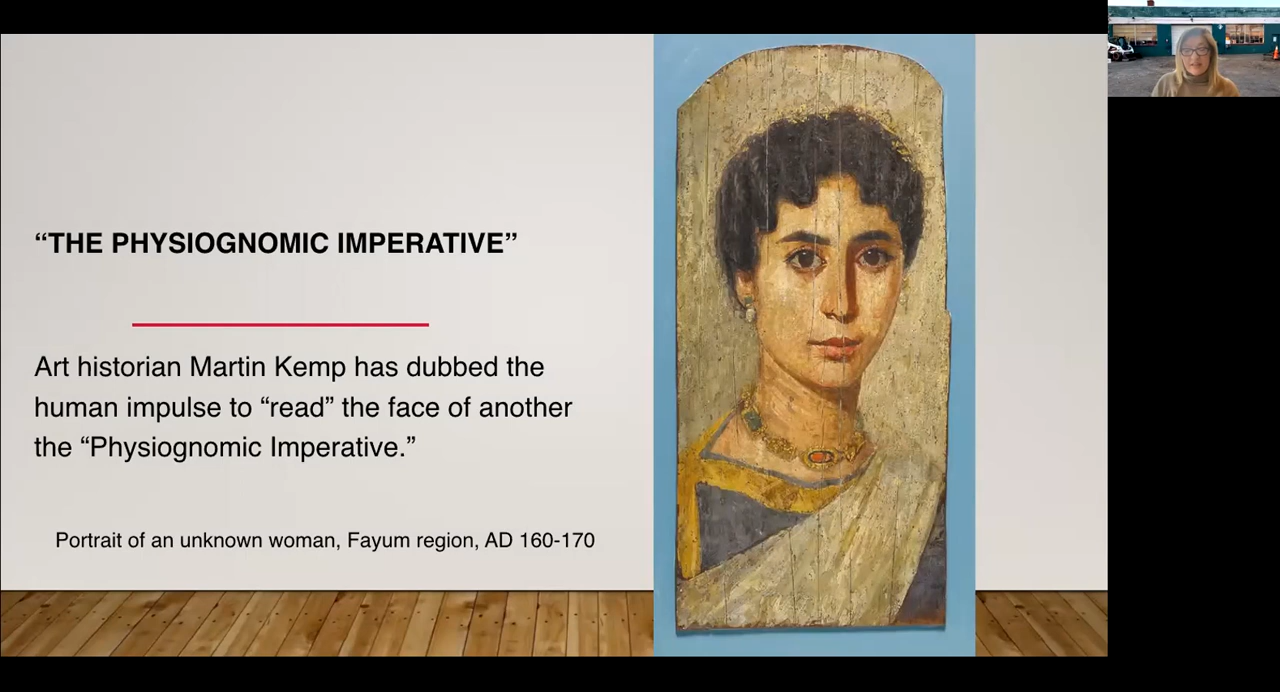 “THE PHYSIOGNOMIC IMPERATIVE”
Art historian Martin Kemp has dubbed the
human impulse to “read” the face of another
the “Physiognomic Imperative.”
Portrait of an unknown woman, Fayum region, AD 160-170